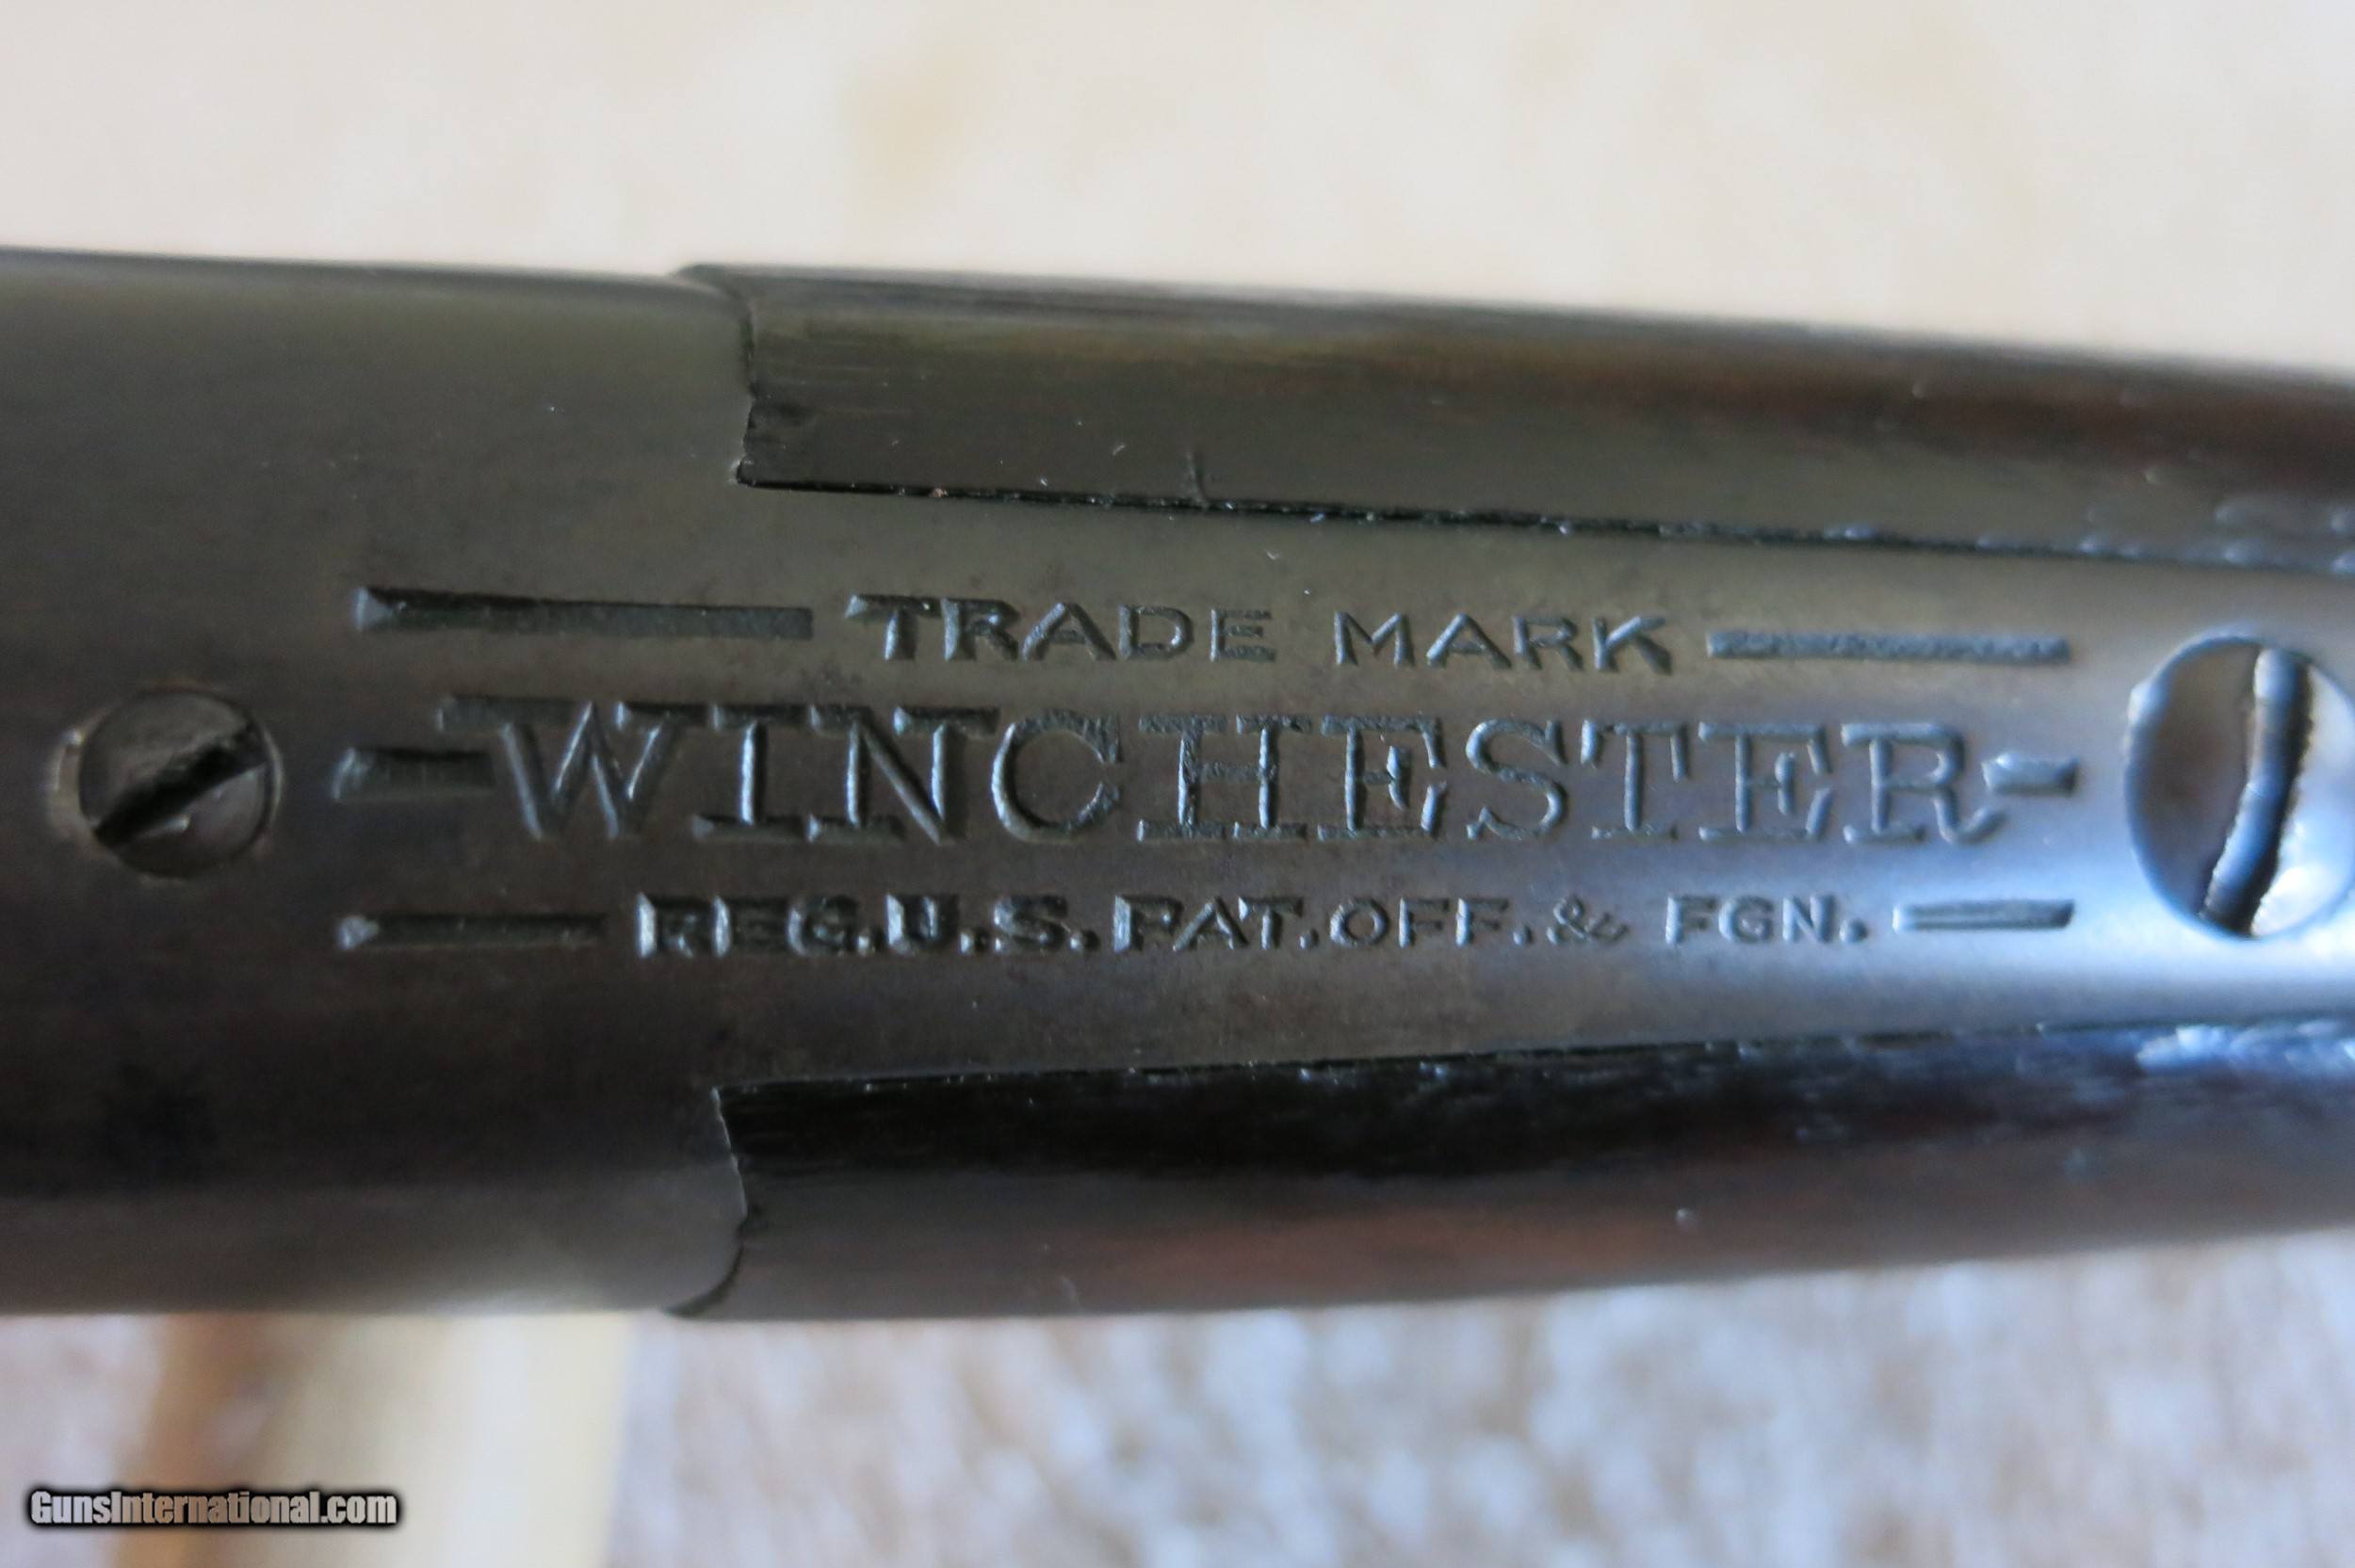 TRADE MARK
-WINCHESTER-
REG.U.S.PAT.OFF.& FGN.
GunsInternational.com